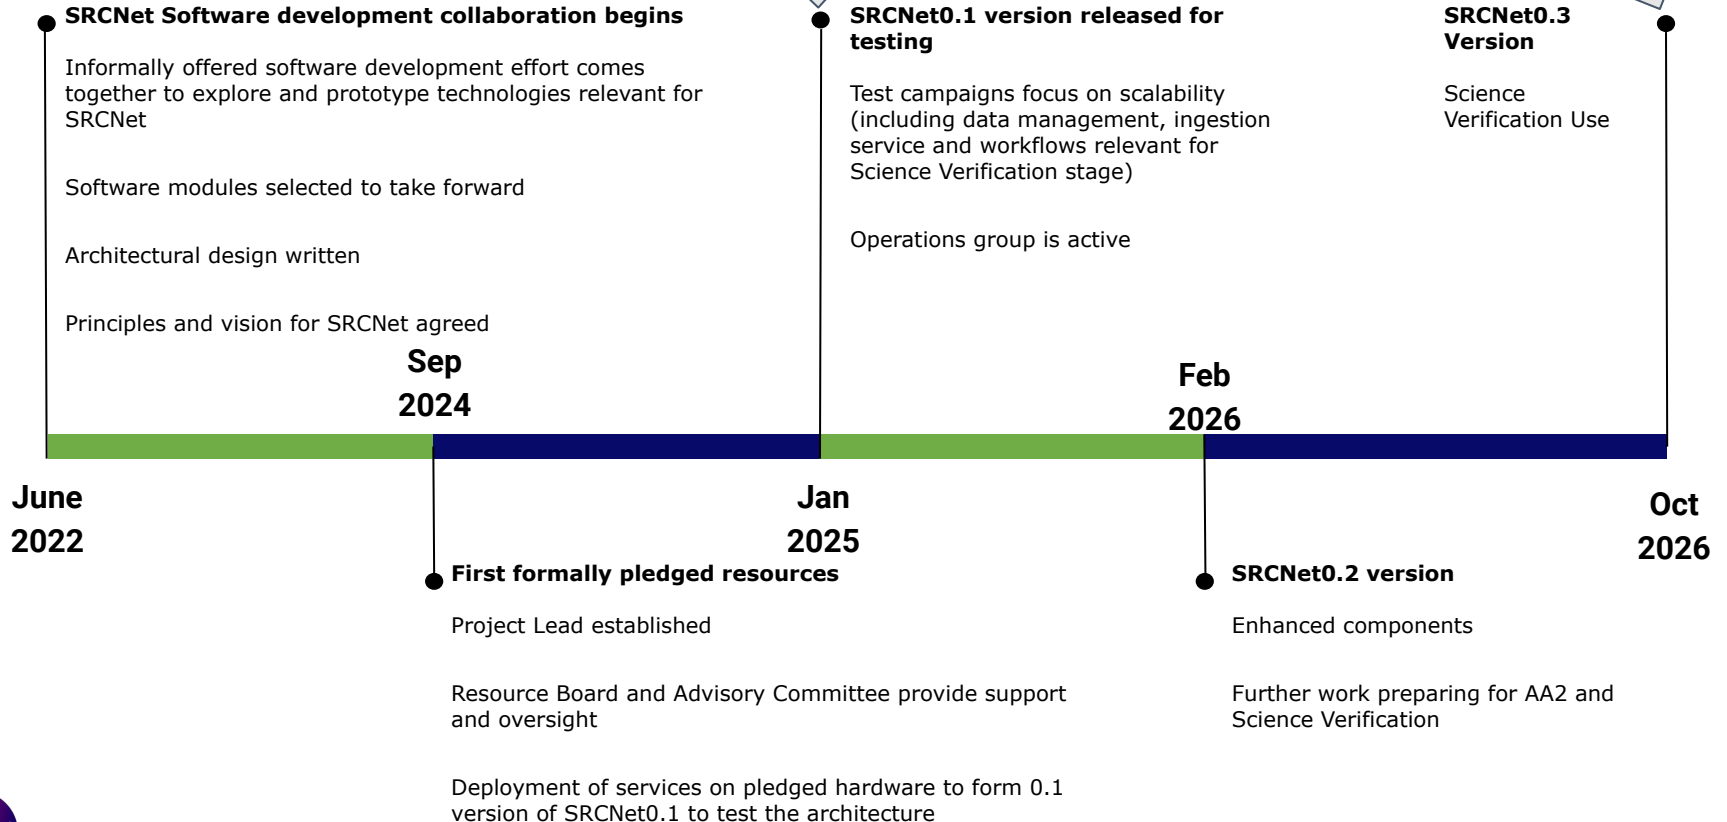 SRCNet Software development collaboration begins
Informally offered software development effort comes
together to explore and prototype technologies relevant for
SRCNet
Software modules selected to take forward
Architectural design written
Principles and vision for SRCNet agreed
SRCNet0.1 version released for
testing
Test campaigns focus on scalability
(including data management, ingestion
service and workflows relevant for
Science Verification stage)
Operations group is active
SRCNet0.3
Version
Science
Verification Use
Sep
2024
Feb
2026
June
2022
Jan
2025
Oct
2026
First formally pledged resources
Project Lead established
Resource Board and Advisory Committee provide support
and oversight
Deployment of services on pledged hardware to form 0.1
version of SRCNet0.1 to test the architecture
SRCNet0.2 version
Enhanced components
Further work preparing for AA2 and
Science Verification